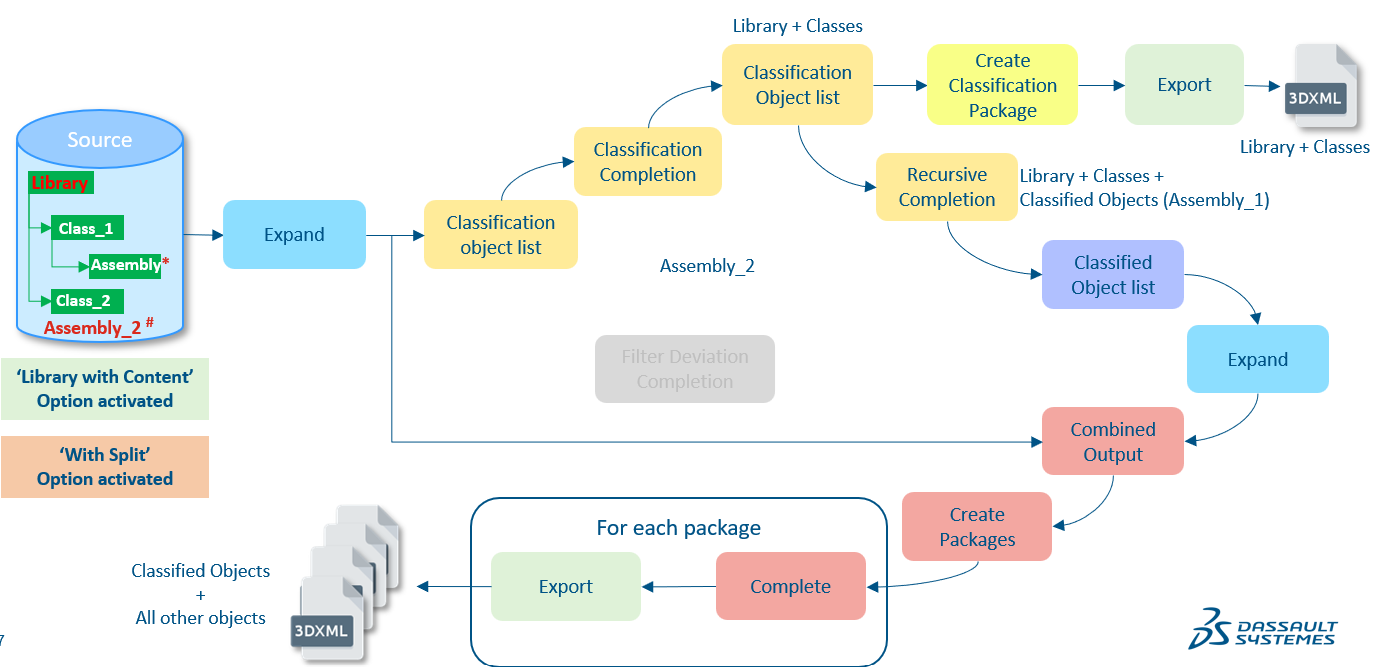 Library + Classes
Classification
Object list
Create
Classification
Package
Export
3DXML
Library + Classes
Source
Library
Class_1
Assembly*
Class_2
Assembly_2 #
Classification
Completion
Recursive
Completion
Library + Classes +
Classified Objects (Assembly_1)
Expand
Classification
object list
Assembly_2
Classified
Object list
Filter Deviation
Completion
Expand
‘Library with Content’
Option activated
Combined
Output
‘With Split’
Option activated
Create
Packages
For each package
Classified Objects
+
All other objects
3DXML
Export
Complete
DASSAULT
SYSTEMES
7